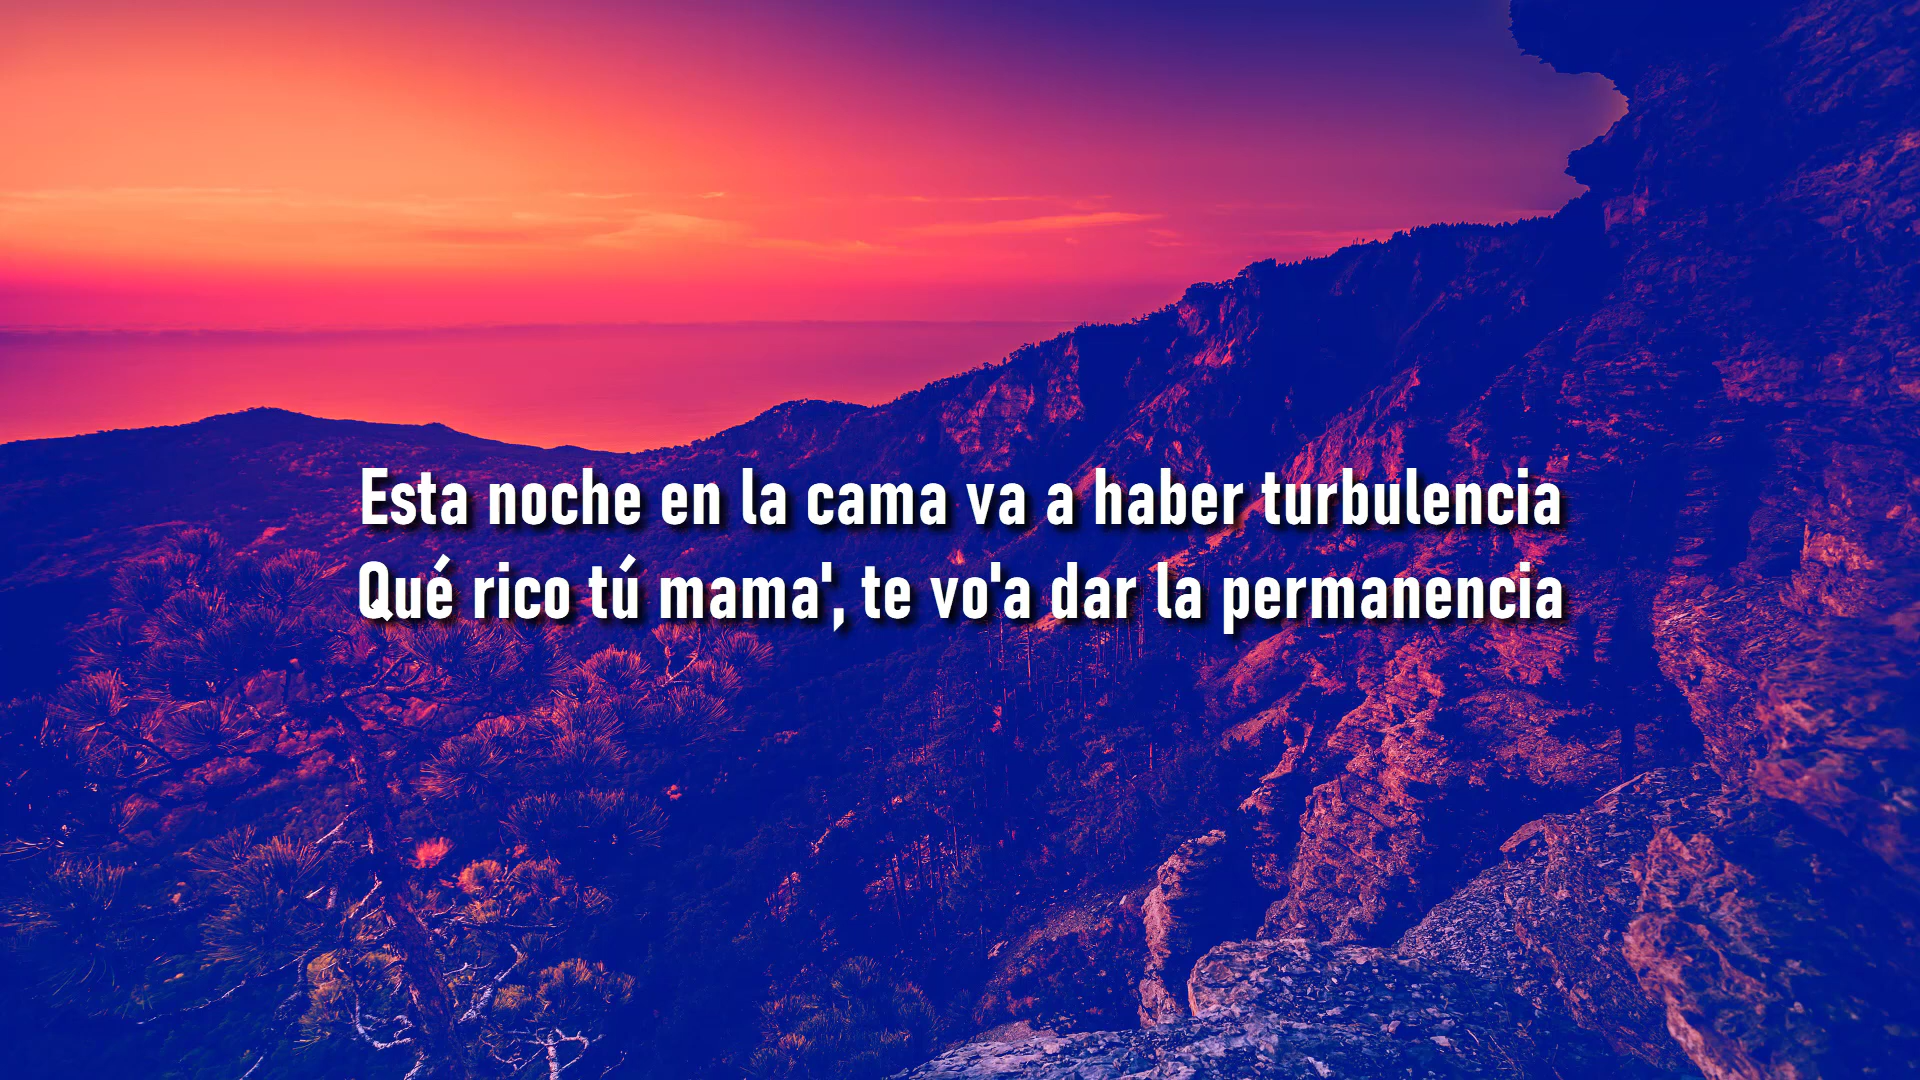 Esta noche en la cama va a haber turbulencia
Qué rico tú mama', te vo'a dar la permanencia